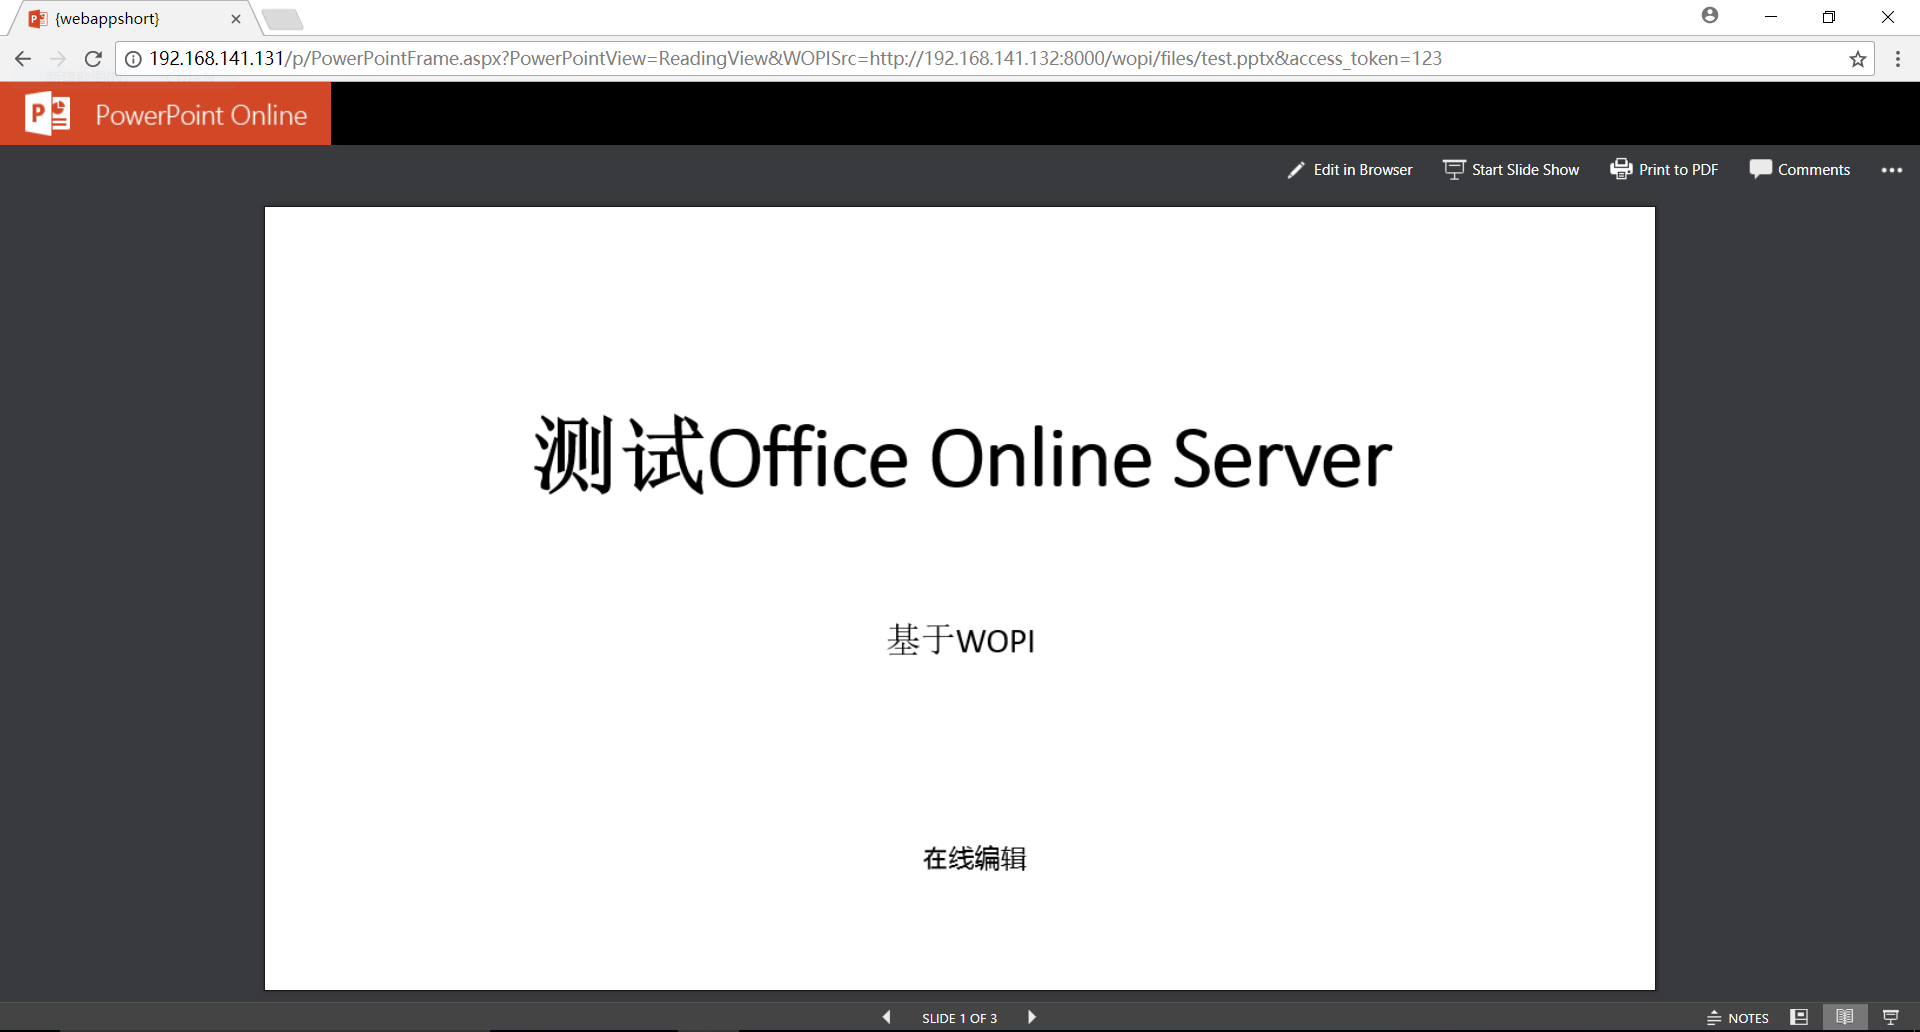 {webappshort}
192.168.141.131/p/PowerPointFrame.aspx?PowerPointView=ReadingView&WOPISrc=http://192.168.141.132:8000/wopi/files/test.pptx&access_token=123
PowerPoint Online
Edit in Browser
Start Slide Show
Print to PDF
Comments
测试Office Online Server
基于WOPI
在线编辑
SLIDE 1 OF 3
NOTES